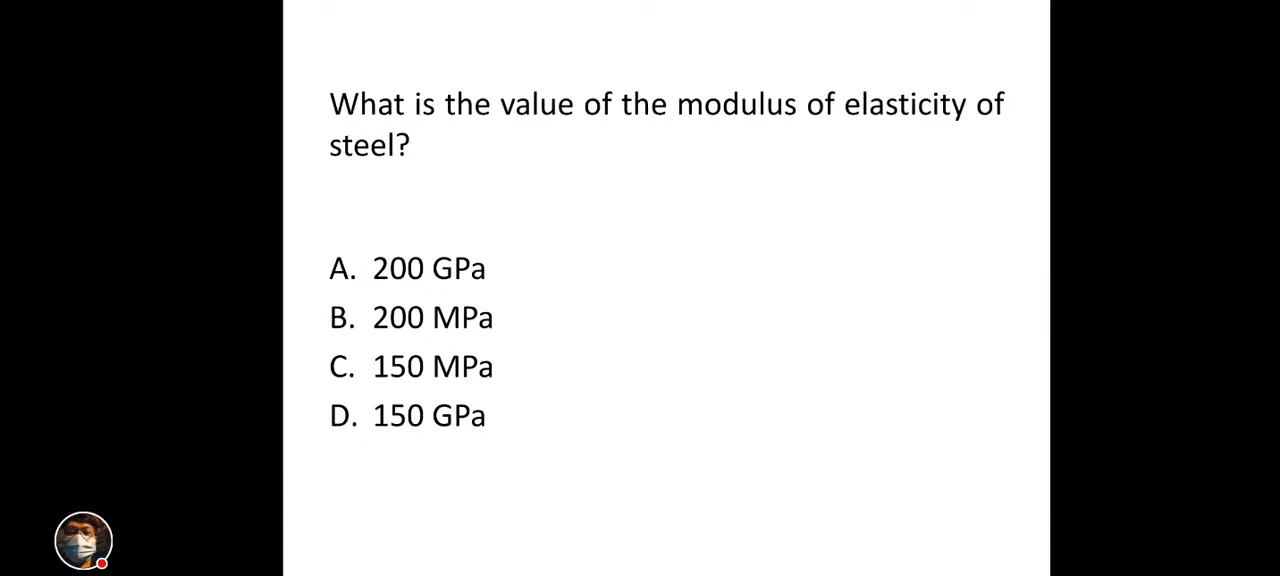 What is the value of the modulus of elasticity of
steel?
A. 200 GPa
B. 200 MPa
C. 150 MPa
D. 150 GPa